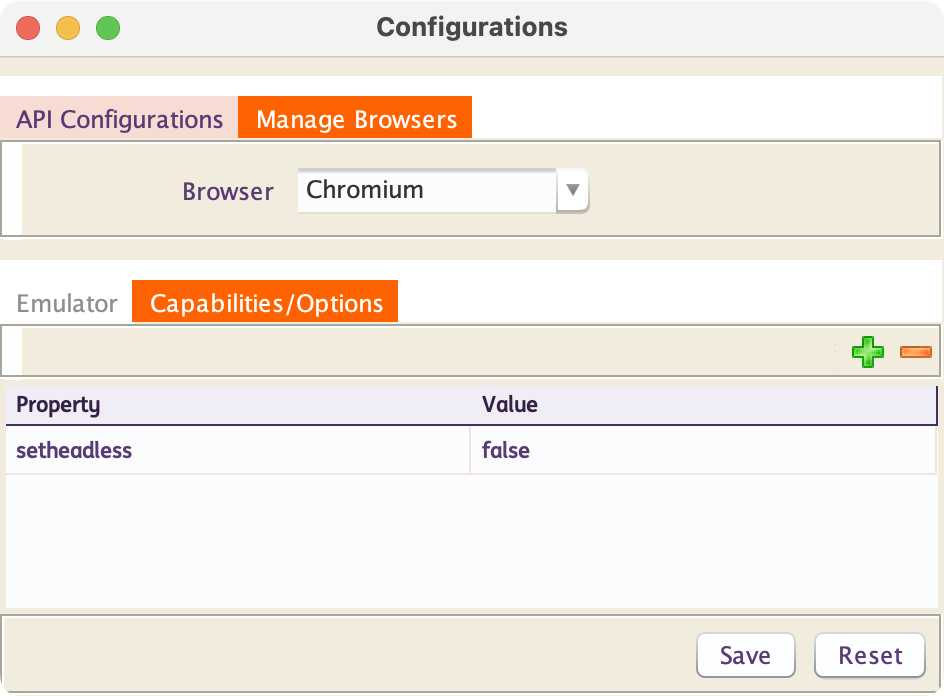 Configurations
API Configurations Manage Browsers
Browser Chromium
Emulator Capabilities/Options
Property Value
setheadless false
Save Reset